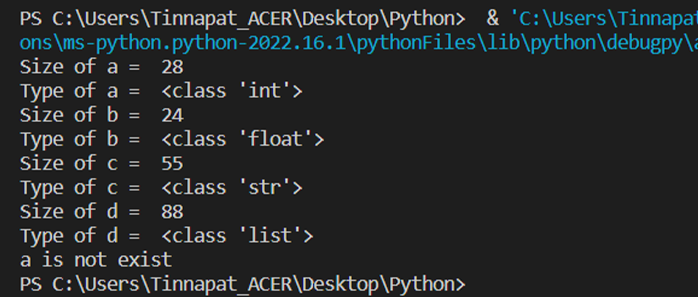 PS C:\Users\Tinnapat_ACER\Desktop\Python>  & 'C:\Users\Tinnapat
ons\ms-python.python-2022.16.1\pythonFiles\lib\python\debugpy\
Size of a =  28
Type of a =  <class 'int'>
Size of b =  24
Type of b =  <class 'float'>
Size of c =  55
Type of c =  <class 'str'>
Size of d =  88
Type of d =  <class 'list'>
a is not exist
PS C:\Users\Tinnapat_ACER\Desktop\Python>